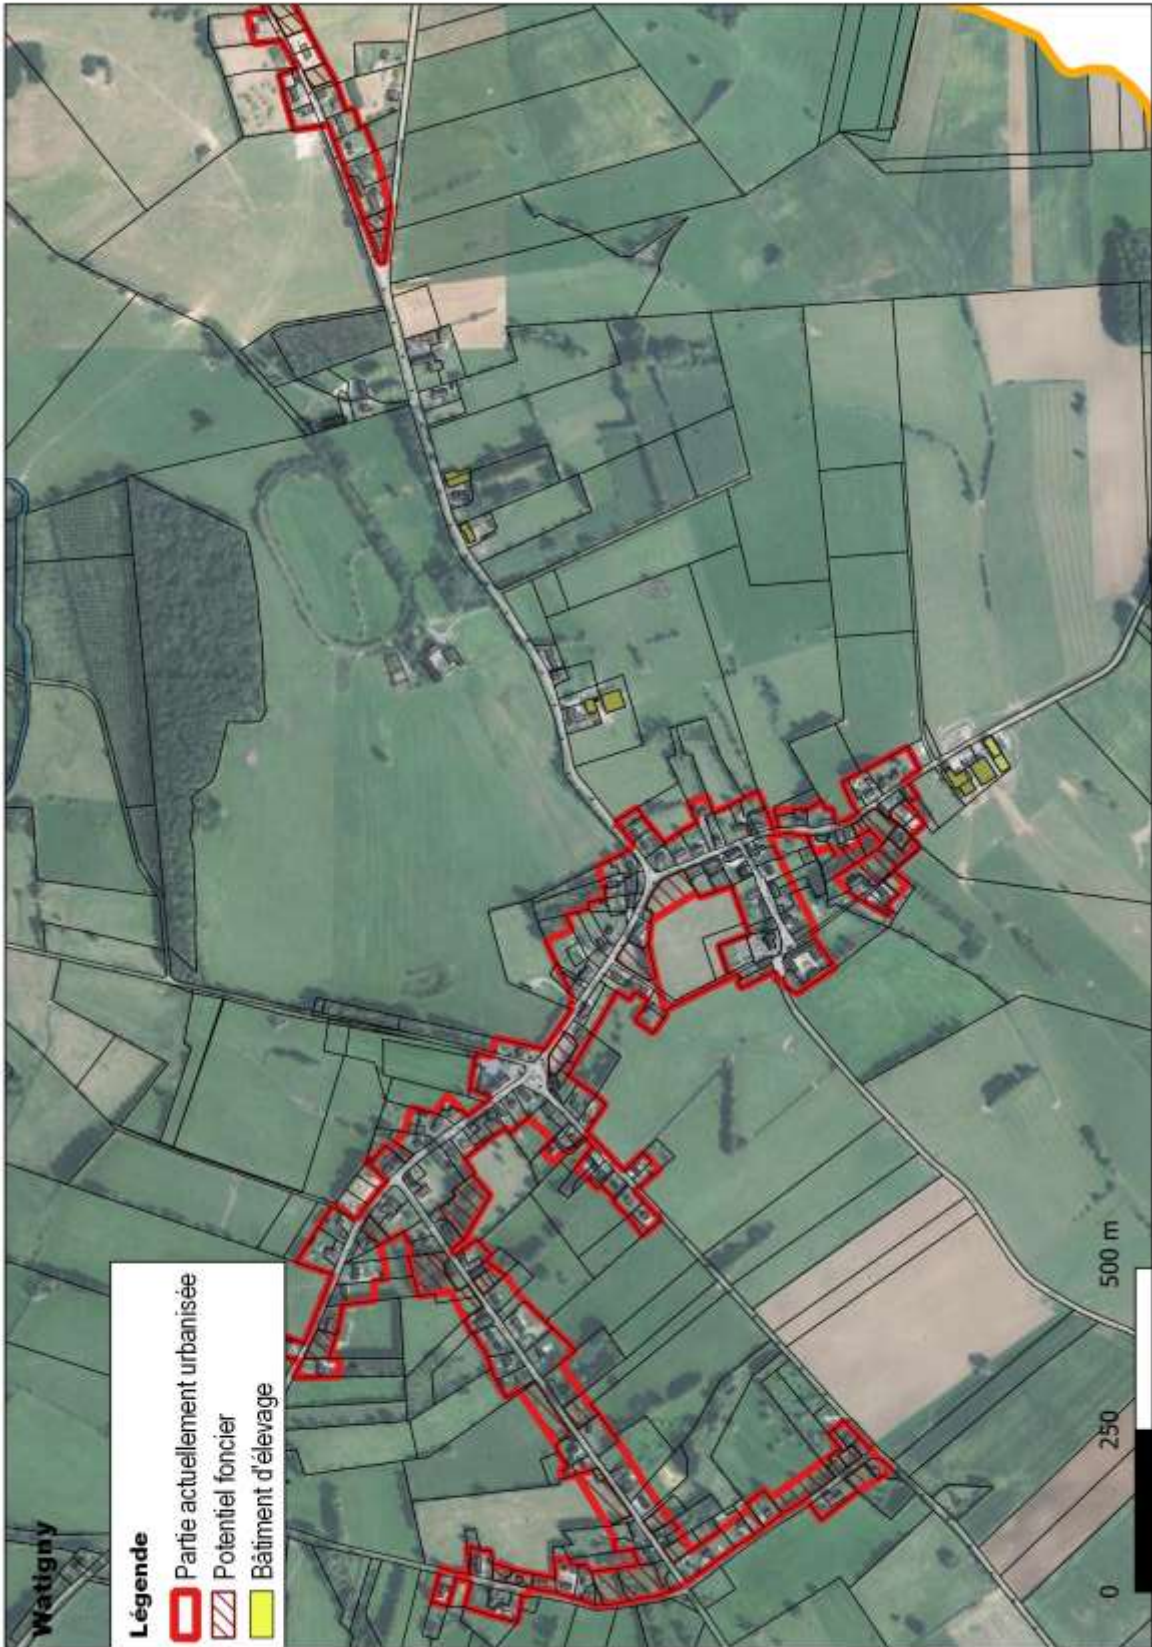 Watigny
Légende
Partie actuellement urbanisée
Potentiel foncier
Bâtiment d'élevage
0 250 500 m